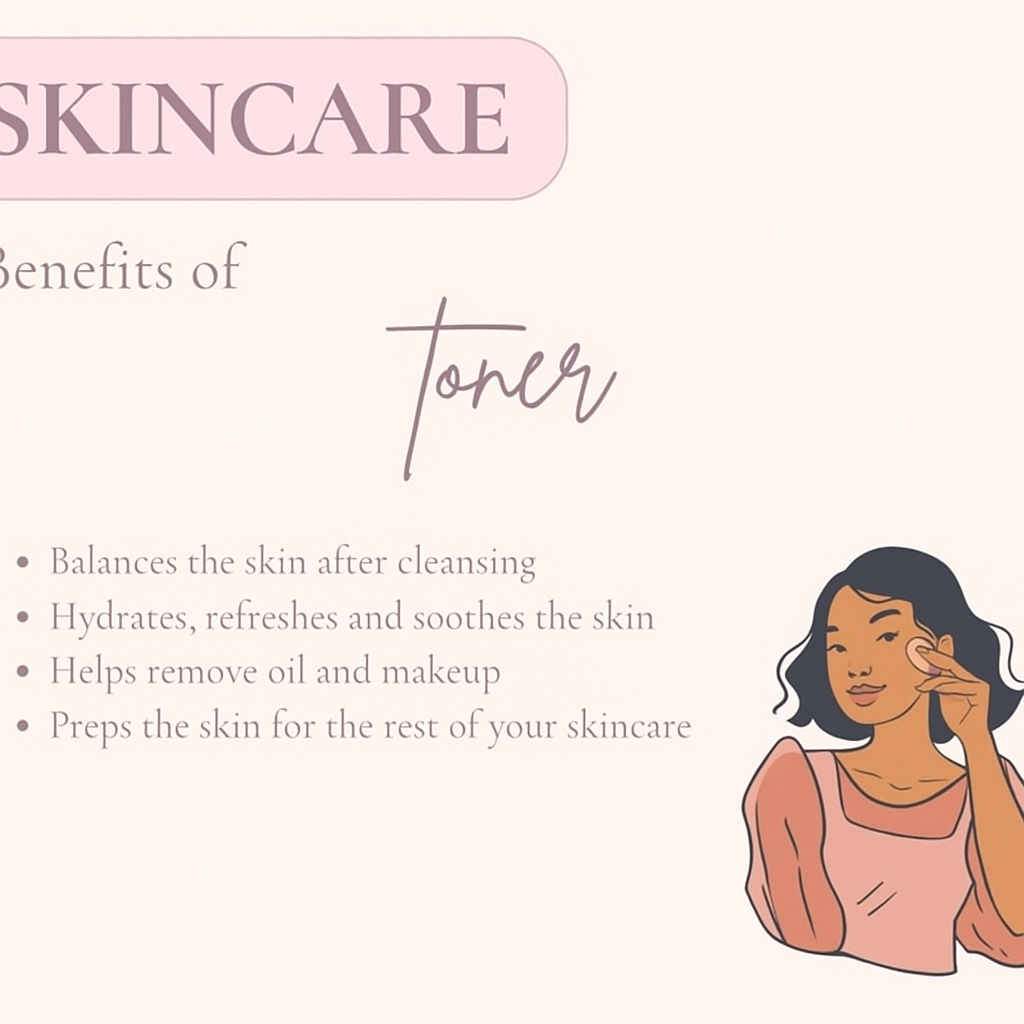 SKINCARE
Benefits of
toner
• Balances the skin after cleansing
• Hydrates, refreshes and soothes the skin
• Helps remove oil and makeup
• Preps the skin for the rest of your skincare